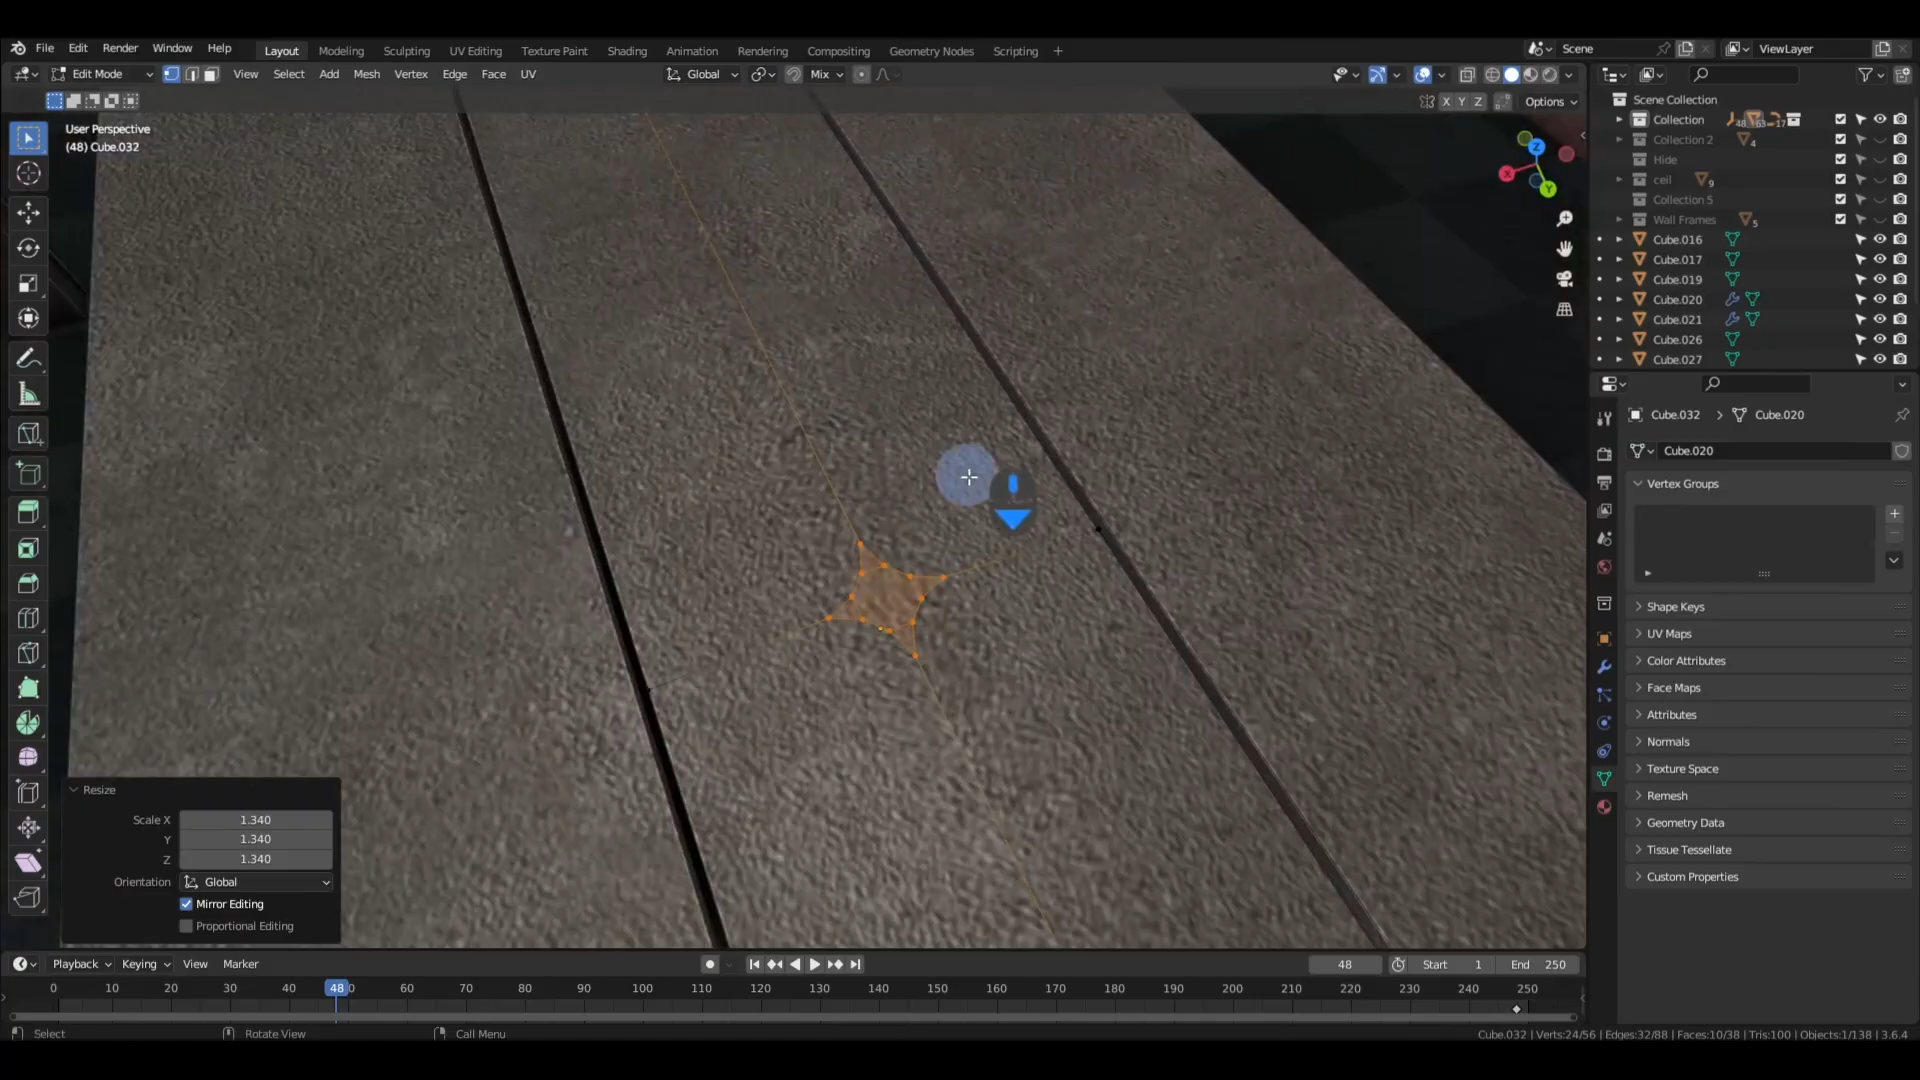 File Edit Render Window Help
Layout Modeling Sculpting UV Editing Texture Paint Shading Animation Rendering Compositing Geometry Nodes Scripting +
Scene
ViewLayer
Edit Mode
View Select Add Mesh Vertex Edge Face UV
Global
Mix
X Y Z
Options
User Perspective
(48) Cube.032
Z
X
Y
Scene Collection
Collection 48 63 17
Collection 2 4
Hide
ceil 9
Collection 5
Wall Frames 5
Cube.016
Cube.017
Cube.019
Cube.020
Cube.021
Cube.026
Cube.027
Cube.032 > Cube.020
Cube.020
Vertex Groups
Shape Keys
UV Maps
Color Attributes
Face Maps
Attributes
Normals
Texture Space
Remesh
Geometry Data
Tissue Tessellate
Custom Properties
Resize
Scale X 1.340
Y 1.340
Z 1.340
Orientation Global
Mirror Editing
Proportional Editing
Playback Keying View Marker
48 Start 1 End 250
0 10 20 30 40 48 0 60 70 80 90 100 110 120 130 140 150 160 170 180 190 200 210 220 230 240 250
Select Rotate View Call Menu
Cube.032 | Verts:24/56 | Edges:32/88 | Faces:10/38 | Tris:100 | Objects:1/138 | 3.6.4